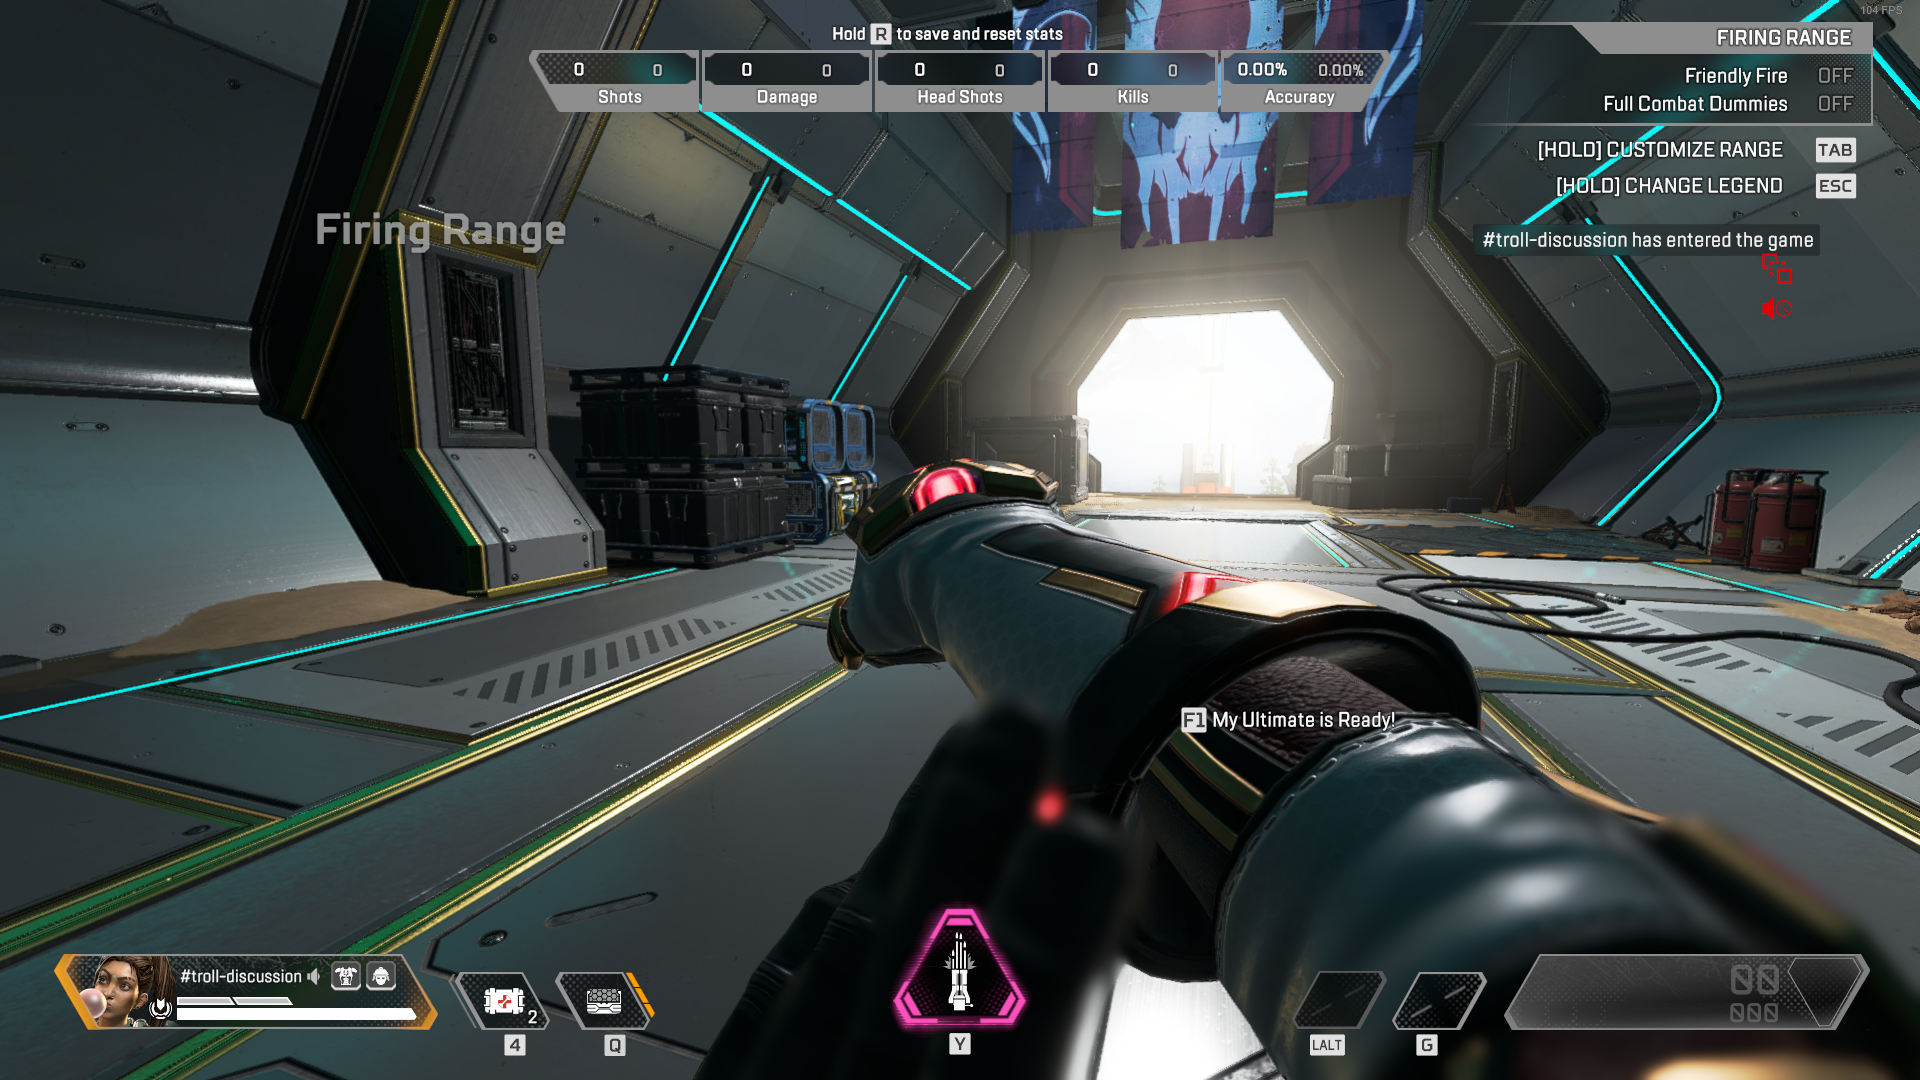 104 FPS
Hold R to save and reset stats
0 0 0 0 0 0 0 0 0.00% 0.00%
Shots Damage Head Shots Kills Accuracy
FIRING RANGE
Friendly Fire OFF
Full Combat Dummies OFF
[HOLD] CUSTOMIZE RANGE TAB
[HOLD] CHANGE LEGEND ESC
#troll-discussion has entered the game
Firing Range
F1 My Ultimate is Ready!
#troll-discussion
2
00
000
4 Q Y LALT G